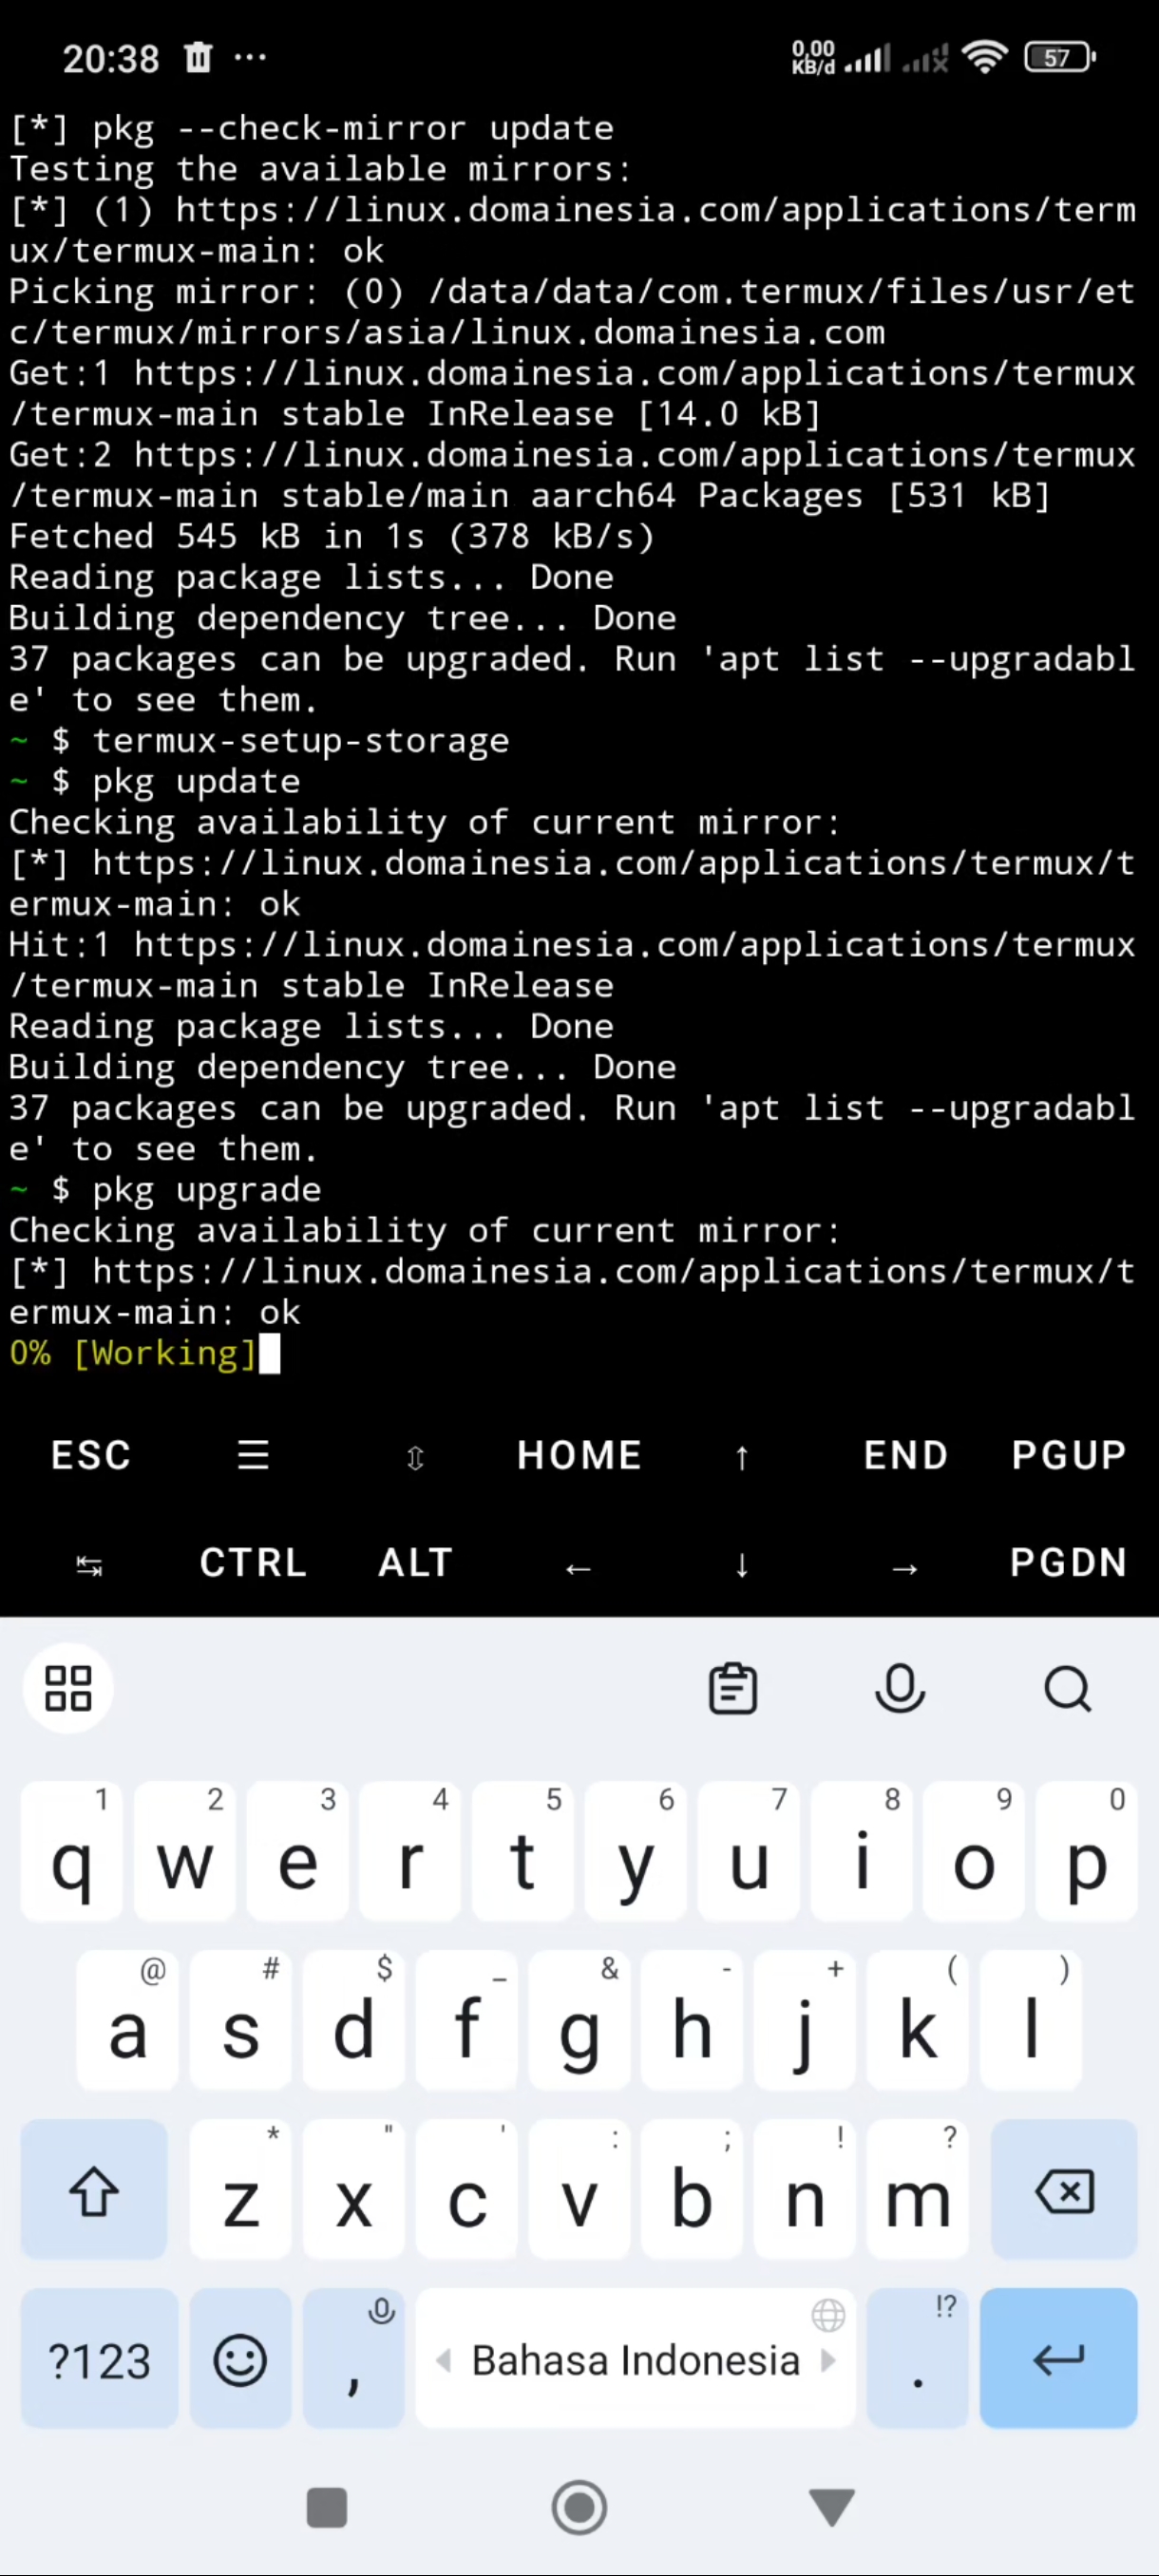 20:38 ... 0,00 KB/d 57
[*] pkg --check-mirror update
Testing the available mirrors:
[*] (1) https://linux.domainesia.com/applications/term
ux/termux-main: ok
Picking mirror: (0) /data/data/com.termux/files/usr/et
c/termux/mirrors/asia/linux.domainesia.com
Get:1 https://linux.domainesia.com/applications/termux
/termux-main stable InRelease [14.0 kB]
Get:2 https://linux.domainesia.com/applications/termux
/termux-main stable/main aarch64 Packages [531 kB]
Fetched 545 kB in 1s (378 kB/s)
Reading package lists... Done
Building dependency tree... Done
37 packages can be upgraded. Run 'apt list --upgradabl
e' to see them.
~ $ termux-setup-storage
~ $ pkg update
Checking availability of current mirror:
[*] https://linux.domainesia.com/applications/termux/t
ermux-main: ok
Hit:1 https://linux.domainesia.com/applications/termux
/termux-main stable InRelease
Reading package lists... Done
Building dependency tree... Done
37 packages can be upgraded. Run 'apt list --upgradabl
e' to see them.
~ $ pkg upgrade
Checking availability of current mirror:
[*] https://linux.domainesia.com/applications/termux/t
ermux-main: ok
0% [Working]
ESC ☰ ⇳ HOME ↑ END PGUP
↹ CTRL ALT ← ↓ → PGDN
1 2 3 4 5 6 7 8 9 0
q w e r t y u i o p
@ # $ _ & - + ( )
a s d f g h j k l
* " ' : ; ! ?
z x c v b n m
!?
?123 , Bahasa Indonesia .